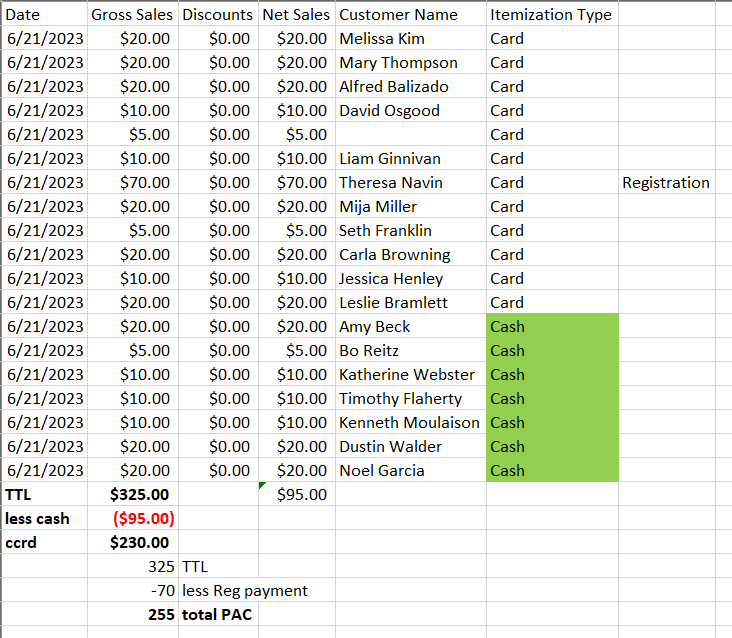 Date Gross Sales Discounts Net Sales Customer Name Itemization Type
6/21/2023 $20.00 $0.00 $20.00 Melissa Kim Card
6/21/2023 $20.00 $0.00 $20.00 Mary Thompson Card
6/21/2023 $20.00 $0.00 $20.00 Alfred Balizado Card
6/21/2023 $10.00 $0.00 $10.00 David Osgood Card
6/21/2023 $5.00 $0.00 $5.00 Card
6/21/2023 $10.00 $0.00 $10.00 Liam Ginnivan Card
6/21/2023 $70.00 $0.00 $70.00 Theresa Navin Card Registration
6/21/2023 $20.00 $0.00 $20.00 Mija Miller Card
6/21/2023 $5.00 $0.00 $5.00 Seth Franklin Card
6/21/2023 $20.00 $0.00 $20.00 Carla Browning Card
6/21/2023 $10.00 $0.00 $10.00 Jessica Henley Card
6/21/2023 $20.00 $0.00 $20.00 Leslie Bramlett Card
6/21/2023 $20.00 $0.00 $20.00 Amy Beck Cash
6/21/2023 $5.00 $0.00 $5.00 Bo Reitz Cash
6/21/2023 $10.00 $0.00 $10.00 Katherine Webster Cash
6/21/2023 $10.00 $0.00 $10.00 Timothy Flaherty Cash
6/21/2023 $10.00 $0.00 $10.00 Kenneth Moulaison Cash
6/21/2023 $20.00 $0.00 $20.00 Dustin Walder Cash
6/21/2023 $20.00 $0.00 $20.00 Noel Garcia Cash
TTL $325.00 $95.00
less cash ($95.00)
ccrd $230.00
325 TTL
-70 less Reg payment
255 total PAC